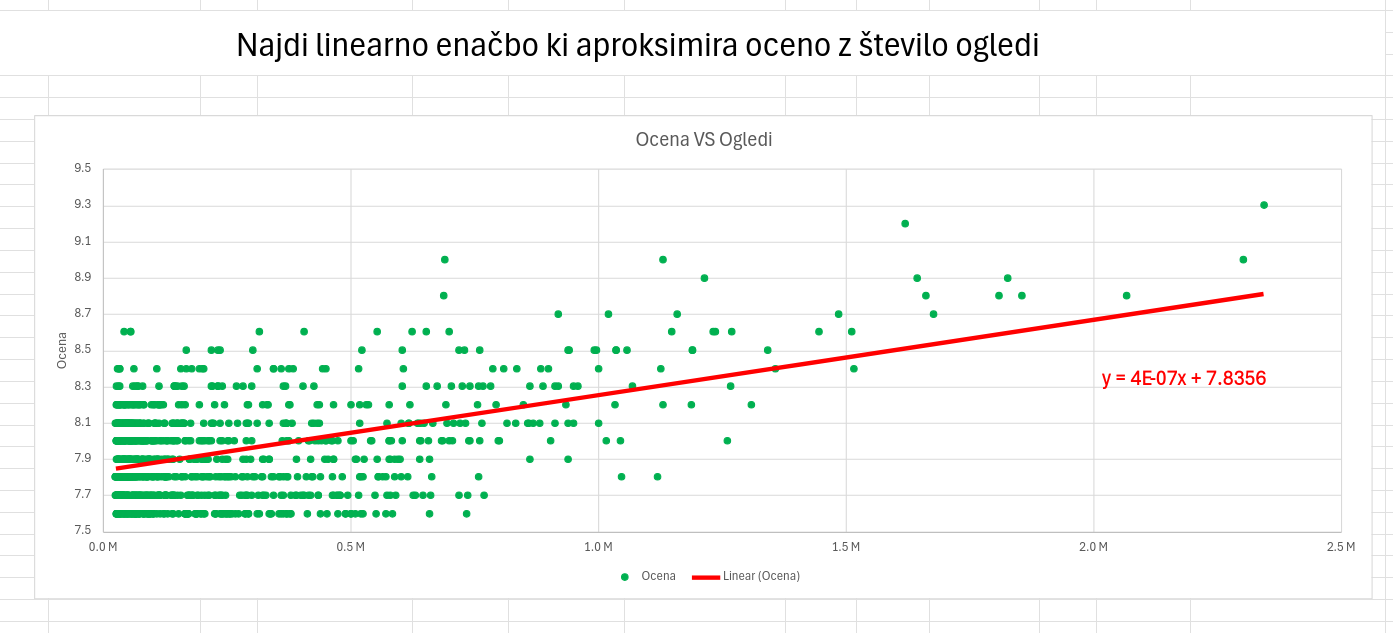 Najdi linearno enačbo ki aproksimira oceno z število ogledi
Ocena VS Ogledi
9.5
9.3
9.1
8.9
8.7
8.5
8.3
8.1
7.9
7.7
7.5
Ocena
y = 4E-07x + 7.8356
0.0 M
0.5 M
1.0 M
1.5 M
2.0 M
2.5 M
Ocena
Linear (Ocena)